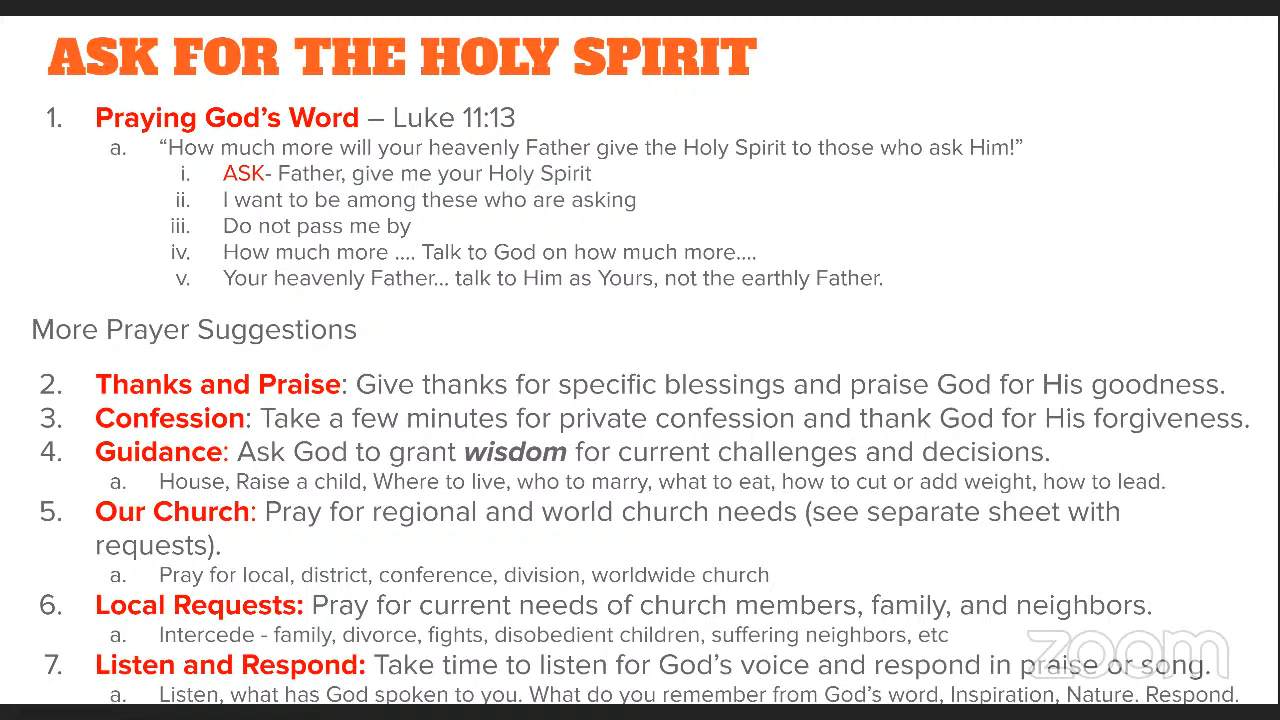 ASK FOR THE HOLY SPIRIT
1. Praying God's Word – Luke 11:13
a. “How much more will your heavenly Father give the Holy Spirit to those who ask Him!”
i. ASK- Father, give me your Holy Spirit
ii. I want to be among these who are asking
iii. Do not pass me by
iv. How much more .... Talk to God on how much more....
v. Your heavenly Father... talk to Him as Yours, not the earthly Father.
More Prayer Suggestions
2. Thanks and Praise: Give thanks for specific blessings and praise God for His goodness.
3. Confession: Take a few minutes for private confession and thank God for His forgiveness.
4. Guidance: Ask God to grant wisdom for current challenges and decisions.
a. House, Raise a child, Where to live, who to marry, what to eat, how to cut or add weight, how to lead.
5. Our Church: Pray for regional and world church needs (see separate sheet with
requests).
a. Pray for local, district, conference, division, worldwide church
6. Local Requests: Pray for current needs of church members, family, and neighbors.
a. Intercede - family, divorce, fights, disobedient children, suffering neighbors, etc
7. Listen and Respond: Take time to listen for God's voice and respond in praise or song.
a. Listen, what has God spoken to you. What do you remember from God's word, Inspiration, Nature. Respond.
zoom